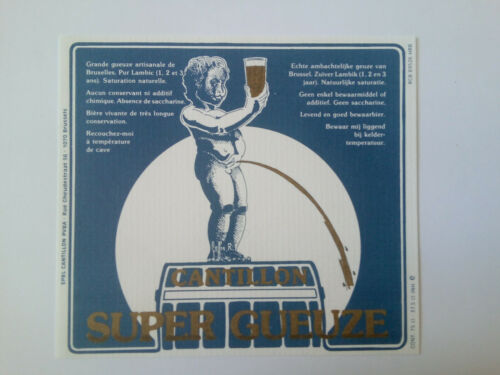 Grande gueuze artisanale de
Bruxelles. Pur Lambic (1, 2 et 3
ans). Saturation naturelle.
Aucun conservant ni additif
chimique. Absence de saccharine.
Bière vivante de très longue
conservation.
Recouchez-moi
à température
de cave
Echte ambachtelijke geuze van
Brussel. Zuiver Lambik (1, 2 en 3
jaar). Natuurlijke saturatie.
Geen enkel bewaarmiddel of
additief. Geen saccharine.
Levend en goed bewaarbier.
Bewaar mij liggend
bij kelder-
temperatuur.
SPRL CANTILLON PVBA - Rue Gheudestraat 56 - 1070 Brussels
CANTILLON
SUPER GUEUZE